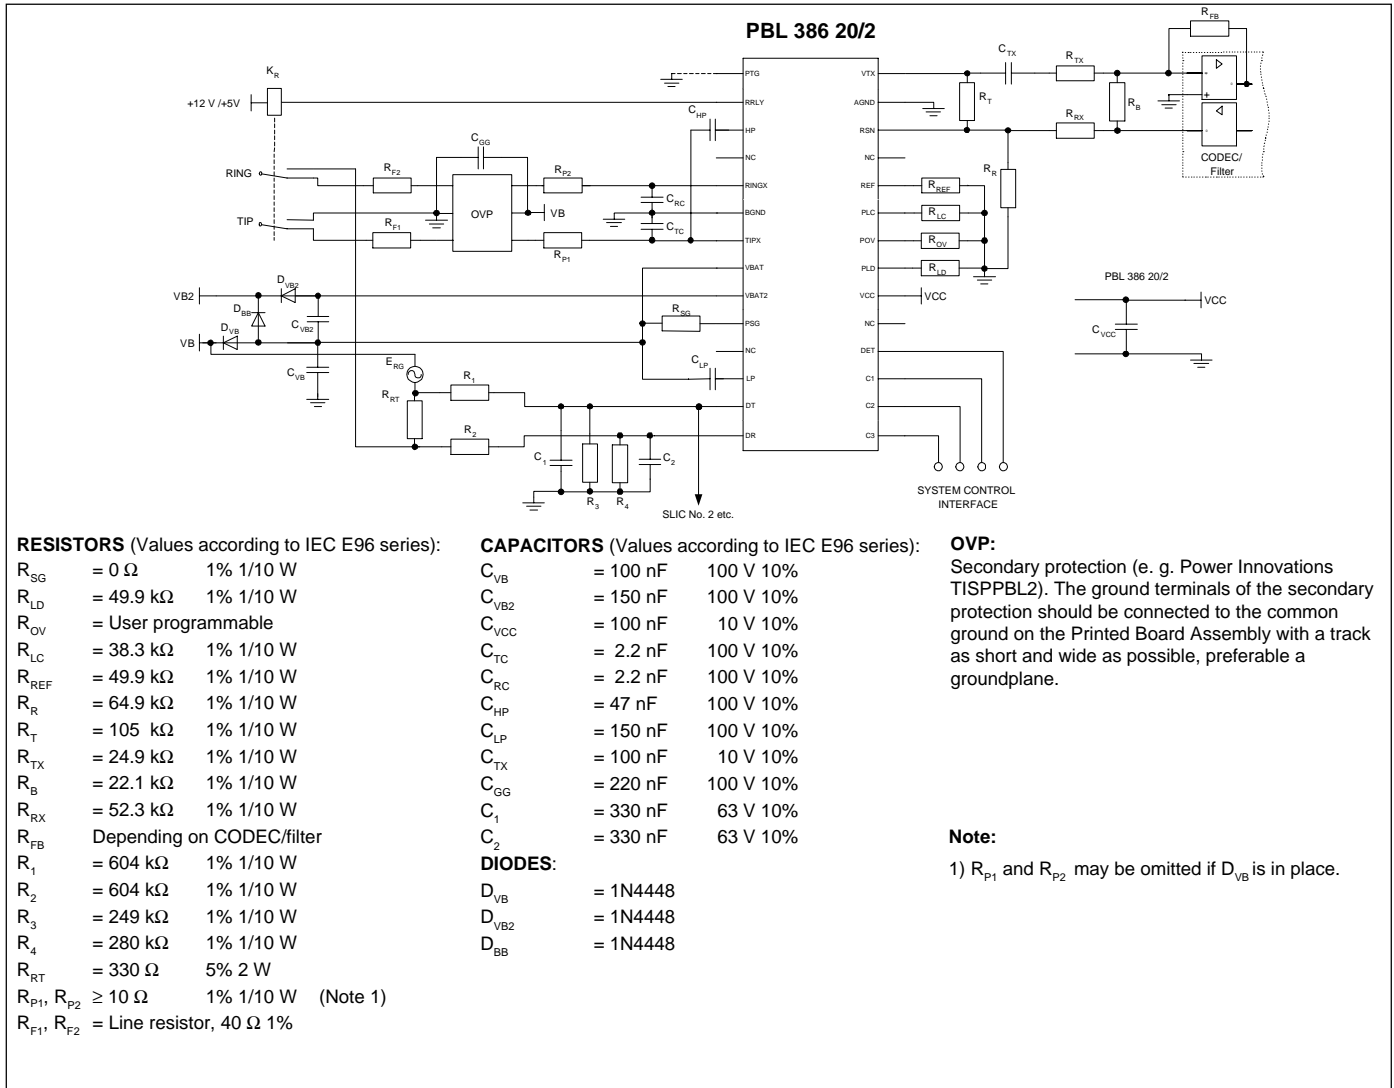 PBL 386 20/2
R_FB
C_TX
R_TX
K_R
+12 V /+5V
PTG
VTX
RRLY
AGND
C_HP
HP
R_T
R_B
RSN
R_RX
NC
NC
CODEC/
Filter
C_GG
RING
R_F2
R_P2
RINGX
REF
R_REF
R_R
C_RC
OVP
VB
BGND
PLC
R_LC
TIP
R_F1
C_TC
R_P1
TIPX
POV
R_OV
VBAT
PLD
R_LD
PBL 386 20/2
VB2
D_VB2
VBAT2
VCC
VCC
VCC
D_BB
C_VB2
R_SG
PSG
NC
C_VCC
VB
D_VB
NC
DET
C_VB
E_RG
R_1
C_LP
LP
C1
R_RT
DT
C2
R_2
DR
C3
C_1
C_2
R_3
R_4
SYSTEM CONTROL
INTERFACE
SLIC No. 2 etc.
RESISTORS (Values according to IEC E96 series):
R_SG = 0 Ω 1% 1/10 W
R_LD = 49.9 kΩ 1% 1/10 W
R_OV = User programmable
R_LC = 38.3 kΩ 1% 1/10 W
R_REF = 49.9 kΩ 1% 1/10 W
R_R = 64.9 kΩ 1% 1/10 W
R_T = 105 kΩ 1% 1/10 W
R_TX = 24.9 kΩ 1% 1/10 W
R_B = 22.1 kΩ 1% 1/10 W
R_RX = 52.3 kΩ 1% 1/10 W
R_FB Depending on CODEC/filter
R_1 = 604 kΩ 1% 1/10 W
R_2 = 604 kΩ 1% 1/10 W
R_3 = 249 kΩ 1% 1/10 W
R_4 = 280 kΩ 1% 1/10 W
R_RT = 330 Ω 5% 2 W
R_P1, R_P2 ≥ 10 Ω 1% 1/10 W (Note 1)
R_F1, R_F2 = Line resistor, 40 Ω 1%
CAPACITORS (Values according to IEC E96 series):
C_VB = 100 nF 100 V 10%
C_VB2 = 150 nF 100 V 10%
C_VCC = 100 nF 10 V 10%
C_TC = 2.2 nF 100 V 10%
C_RC = 2.2 nF 100 V 10%
C_HP = 47 nF 100 V 10%
C_LP = 150 nF 100 V 10%
C_TX = 100 nF 10 V 10%
C_GG = 220 nF 100 V 10%
C_1 = 330 nF 63 V 10%
C_2 = 330 nF 63 V 10%
DIODES:
D_VB = 1N4448
D_VB2 = 1N4448
D_BB = 1N4448
OVP:
Secondary protection (e. g. Power Innovations
TISPPBL2). The ground terminals of the secondary
protection should be connected to the common
ground on the Printed Board Assembly with a track
as short and wide as possible, preferable a
groundplane.
Note:
1) R_P1 and R_P2 may be omitted if D_VB is in place.